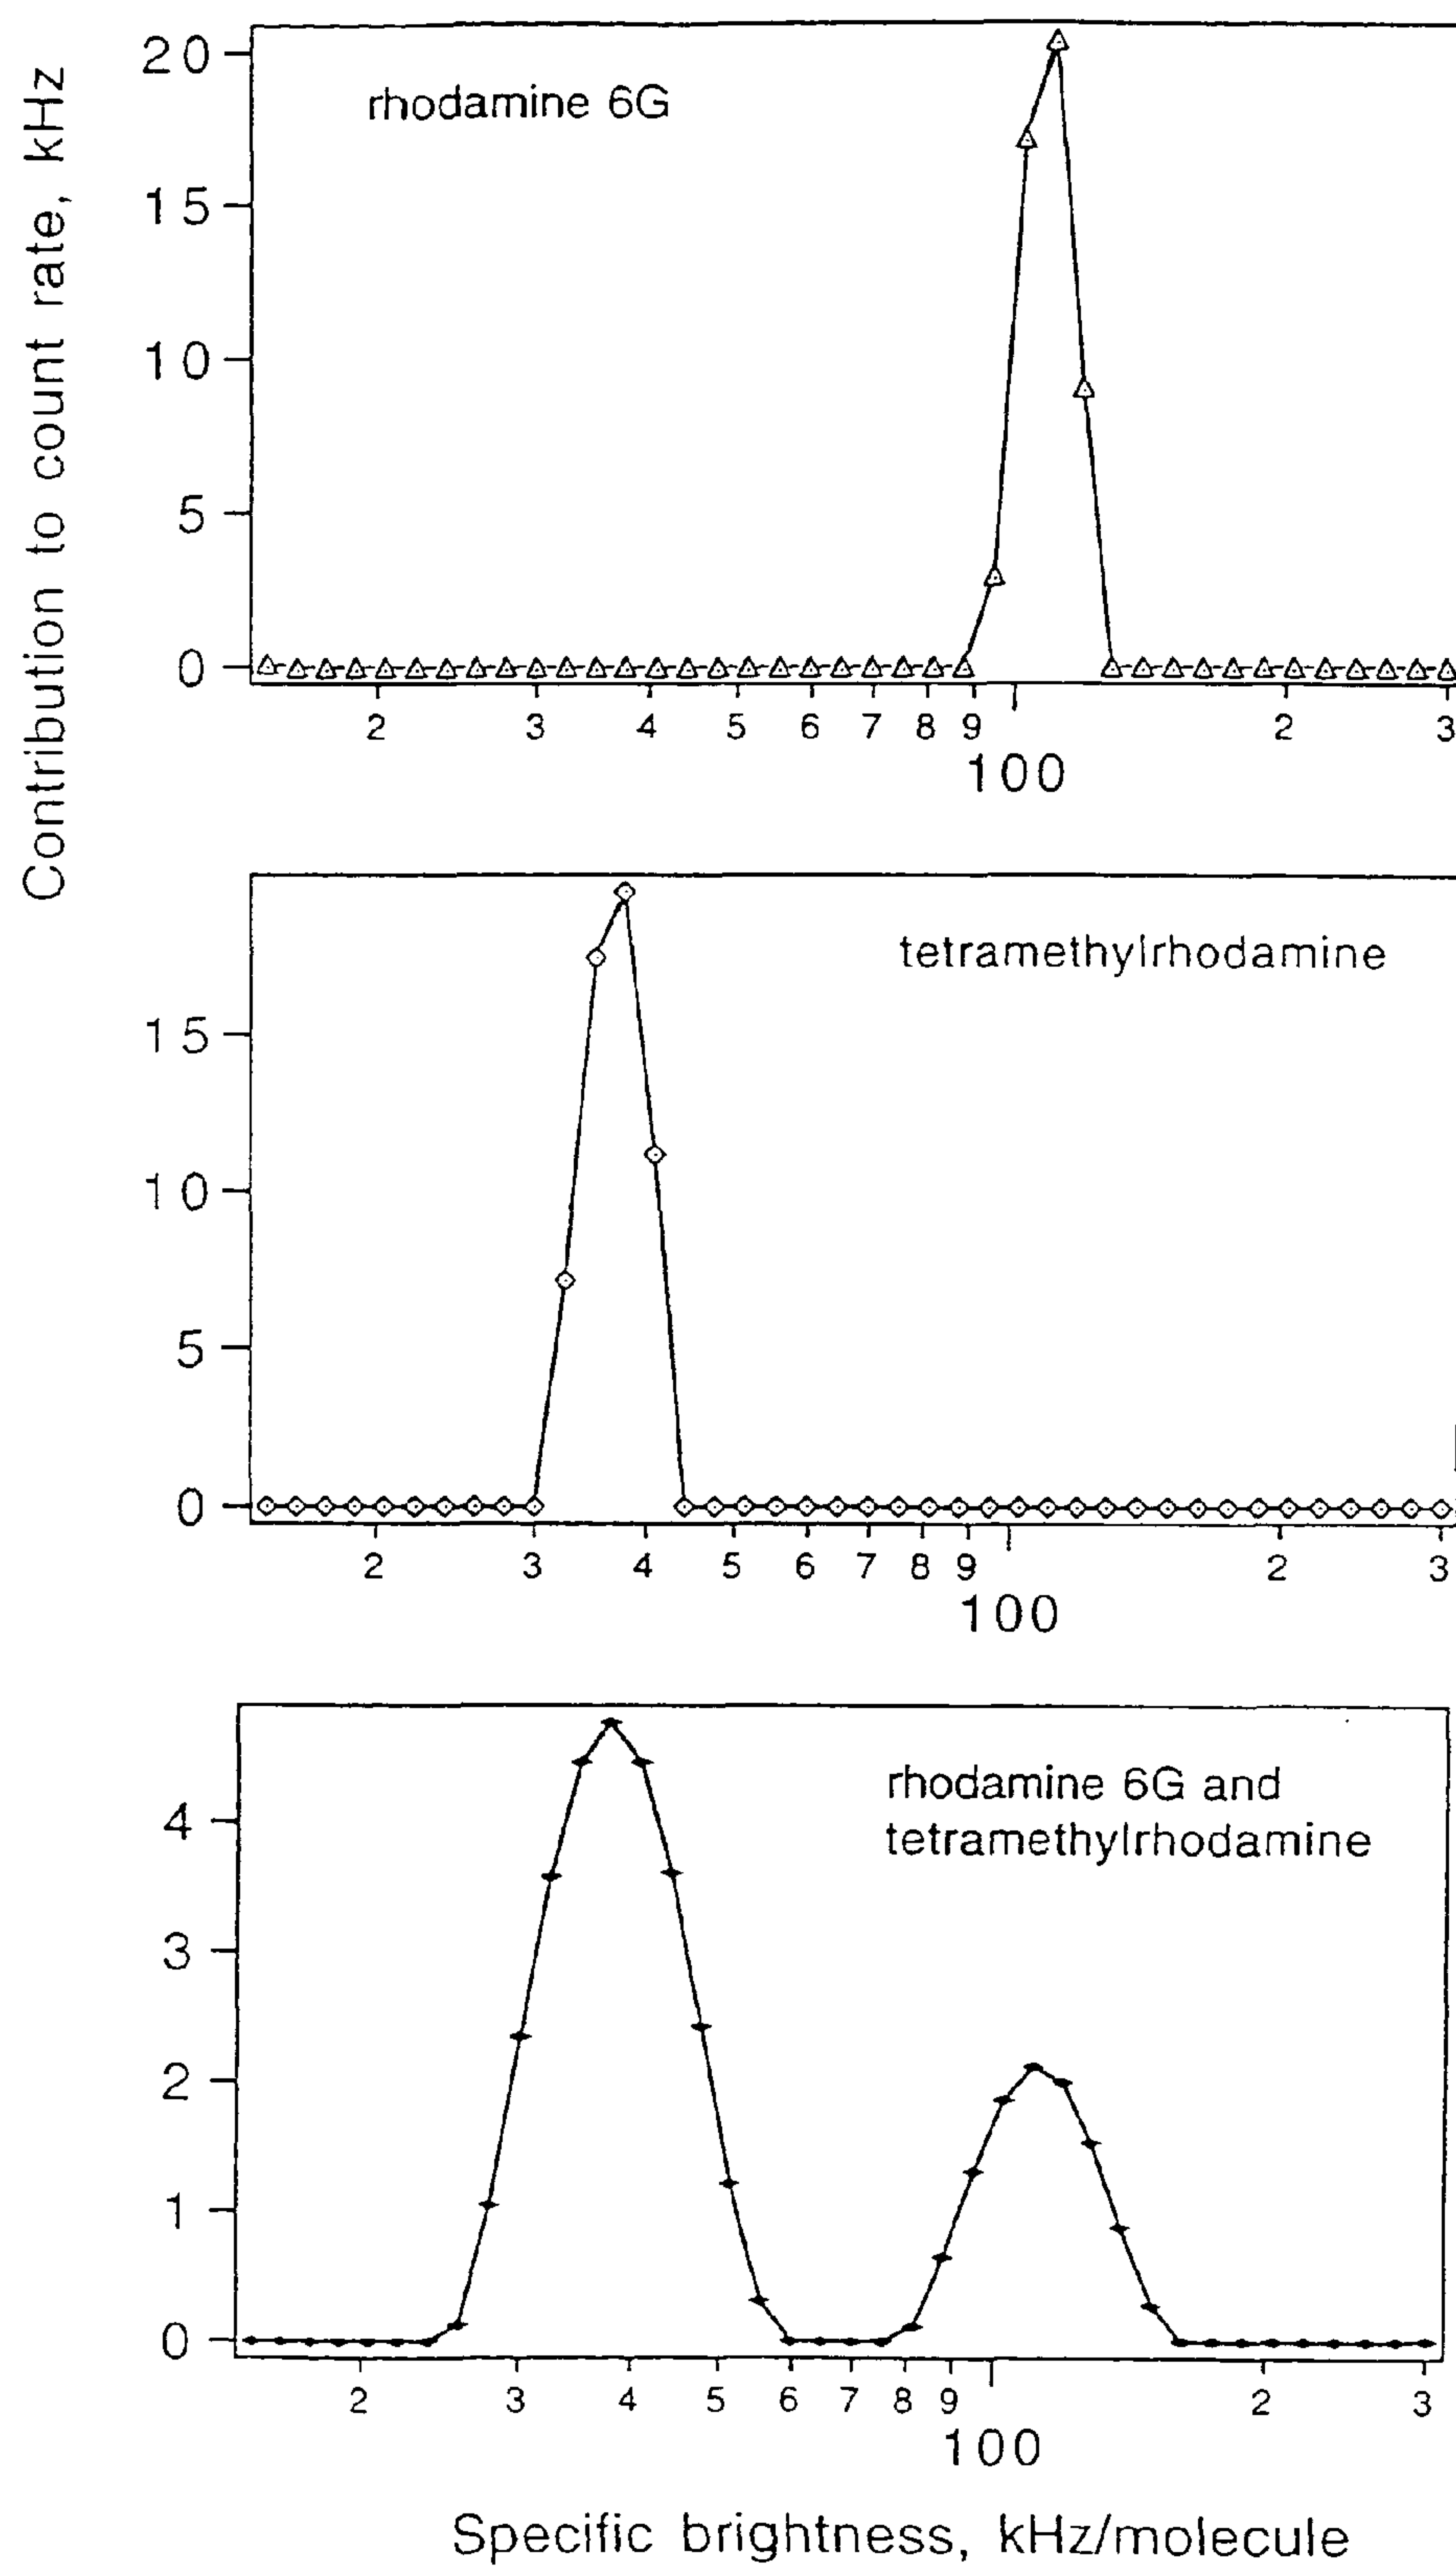 Contribution to count rate, kHz
20
15
10
5
0
rhodamine 6G
2 3 4 5 6 7 8 9 2 3
100
15
10
5
0
tetramethylrhodamine
2 3 4 5 6 7 8 9 2 3
100
4
3
2
1
0
rhodamine 6G and
tetramethylrhodamine
2 3 4 5 6 7 8 9 2 3
100
Specific brightness, kHz/molecule